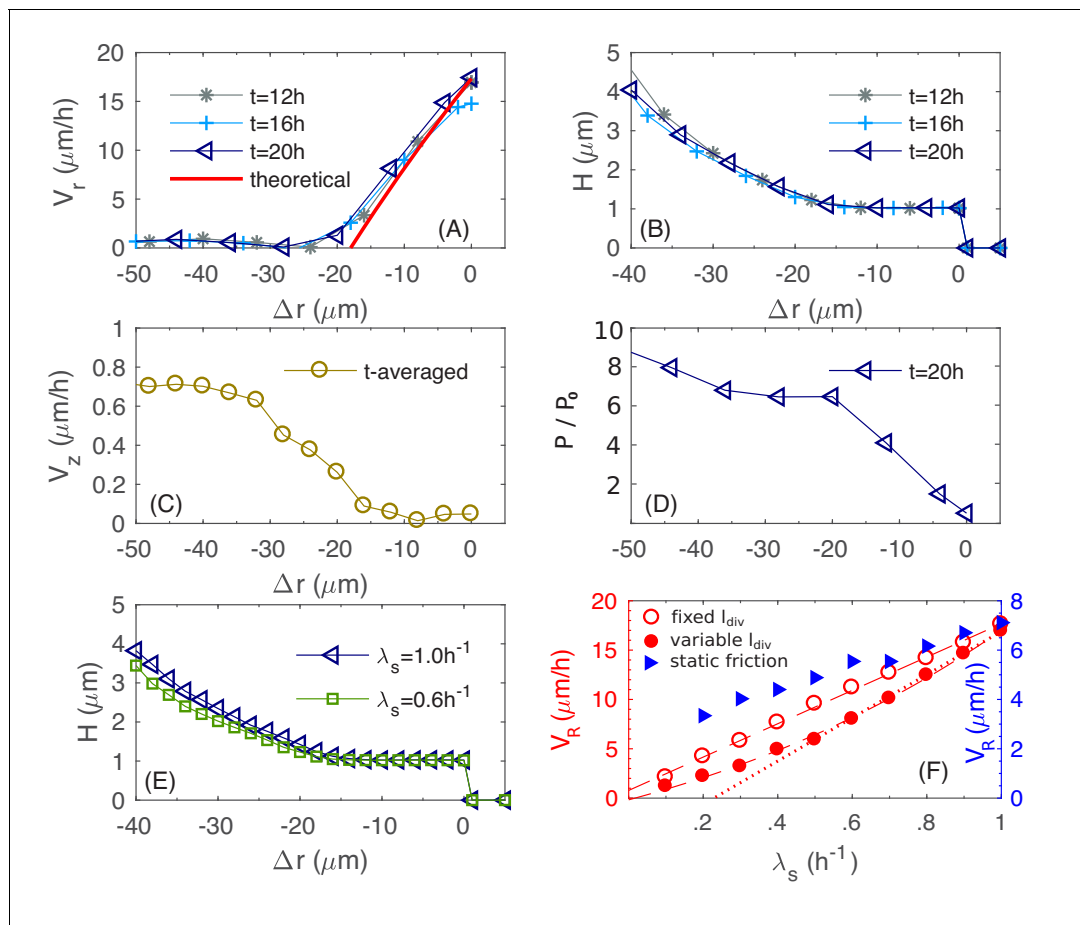 20
15
10
5
0
V_r (μm/h)
t=12h
t=16h
t=20h
theoretical
(A)
-50 -40 -30 -20 -10 0
Δ r (μm)
5
4
3
2
1
0
H (μm)
t=12h
t=16h
t=20h
(B)
-40 -30 -20 -10 0
Δ r (μm)
1
0.8
0.6
0.4
0.2
0
V_z (μm/h)
t-averaged
(C)
-50 -40 -30 -20 -10 0
Δ r (μm)
10
8
6
4
2
P / P₀
t=20h
(D)
-50 -40 -30 -20 -10 0
Δ r (μm)
5
4
3
2
1
0
H (μm)
λ_s=1.0h⁻¹
λ_s=0.6h⁻¹
(E)
-40 -30 -20 -10 0
Δ r (μm)
20
15
10
5
0
V_R (μm/h)
fixed l_div
variable l_div
static friction
(F)
8
6
4
2
0
V_R (μm/h)
.2 .4 .6 .8 1
λ_s (h⁻¹)